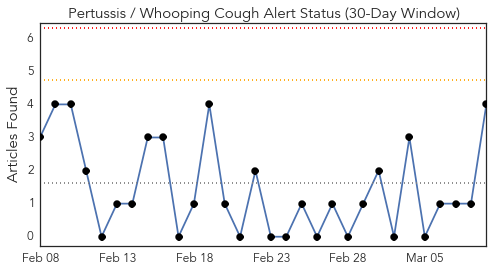 Pertussis / Whooping Cough Alert Status (30-Day Window)
Articles Found
6
5
4
3
2
1
0
Feb 08
Feb 13
Feb 18
Feb 23
Feb 28
Mar 05